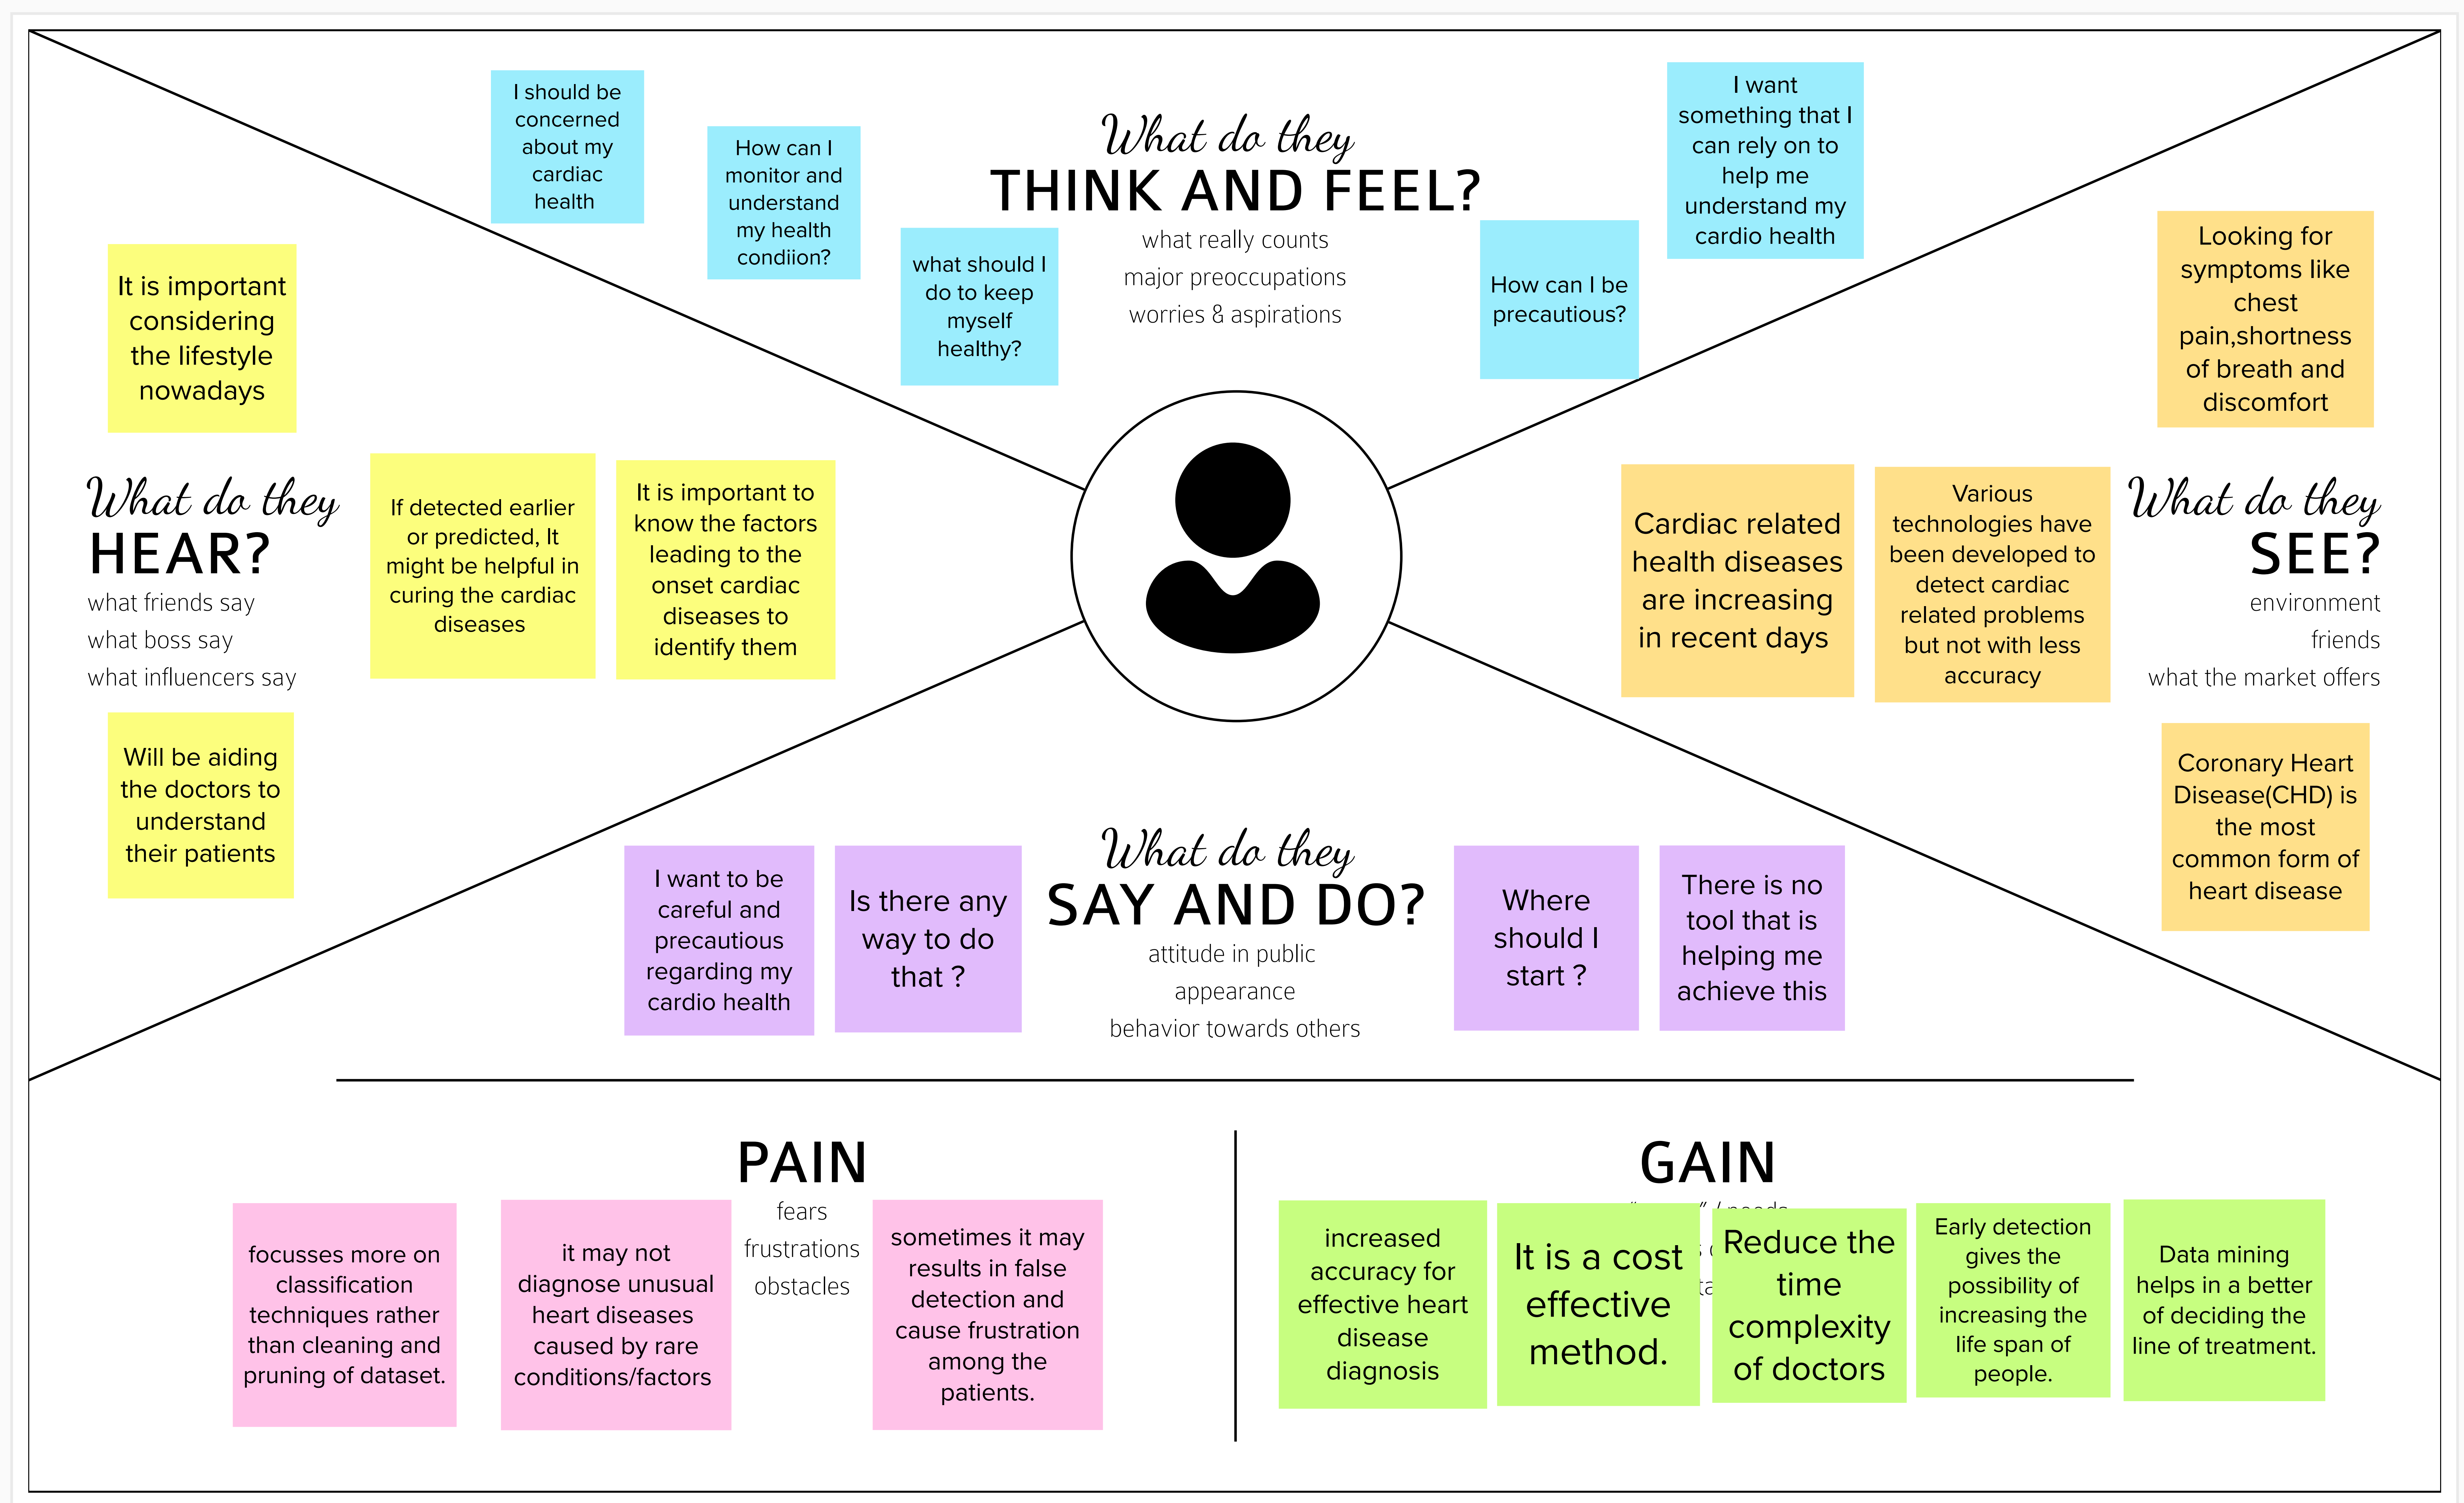 What do they
THINK AND FEEL?
what really counts
major preoccupations
worries & aspirations
I should be
concerned
about my
cardiac
health
How can I
monitor and
understand
my health
condiion?
what should I
do to keep
myself
healthy?
How can I be
precautious?
I want
something that I
can rely on to
help me
understand my
cardio health
It is important
considering
the lifestyle
nowadays
What do they
HEAR?
what friends say
what boss say
what influencers say
If detected earlier
or predicted, It
might be helpful in
curing the cardiac
diseases
It is important to
know the factors
leading to the
onset cardiac
diseases to
identify them
Will be aiding
the doctors to
understand
their patients
Looking for
symptoms like
chest
pain,shortness
of breath and
discomfort
Cardiac related
health diseases
are increasing
in recent days
Various
technologies have
been developed to
detect cardiac
related problems
but not with less
accuracy
What do they
SEE?
environment
friends
what the market offers
Coronary Heart
Disease(CHD) is
the most
common form of
heart disease
What do they
SAY AND DO?
attitude in public
appearance
behavior towards others
I want to be
careful and
precautious
regarding my
cardio health
Is there any
way to do
that ?
Where
should I
start ?
There is no
tool that is
helping me
achieve this
PAIN
fears
frustrations
obstacles
focusses more on
classification
techniques rather
than cleaning and
pruning of dataset.
it may not
diagnose unusual
heart diseases
caused by rare
conditions/factors
sometimes it may
results in false
detection and
cause frustration
among the
patients.
GAIN
/ needs
increased
accuracy for
effective heart
disease
diagnosis
It is a cost
effective
method.
Reduce the
time
complexity
of doctors
Early detection
gives the
possibility of
increasing the
life span of
people.
Data mining
helps in a better
of deciding the
line of treatment.